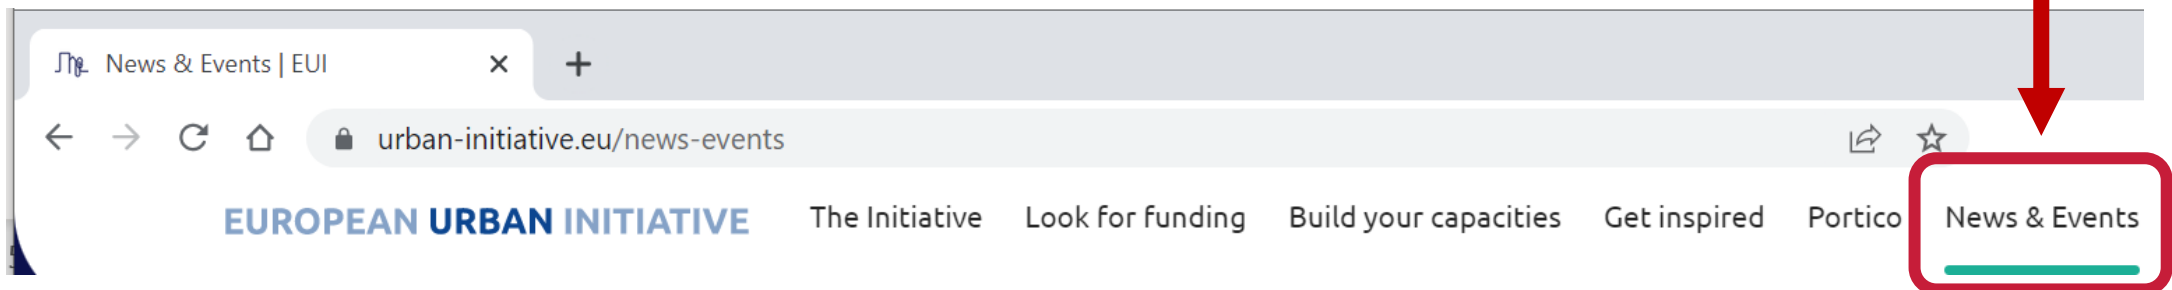 News & Events | EUI
urban-initiative.eu/news-events
EUROPEAN URBAN INITIATIVE The Initiative Look for funding Build your capacities Get inspired Portico News & Events